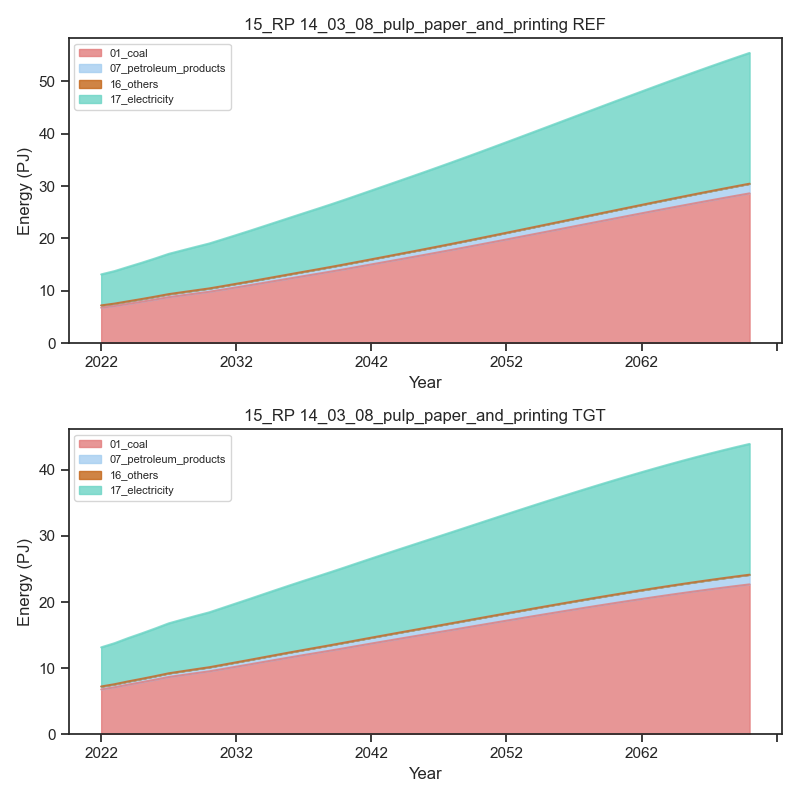 15_RP 14_03_08_pulp_paper_and_printing REF
01_coal
07_petroleum_products
16_others
17_electricity
Energy (PJ)
50
40
30
20
10
0
2022 2032 2042 2052 2062
Year
15_RP 14_03_08_pulp_paper_and_printing TGT
01_coal
07_petroleum_products
16_others
17_electricity
Energy (PJ)
40
30
20
10
0
2022 2032 2042 2052 2062
Year